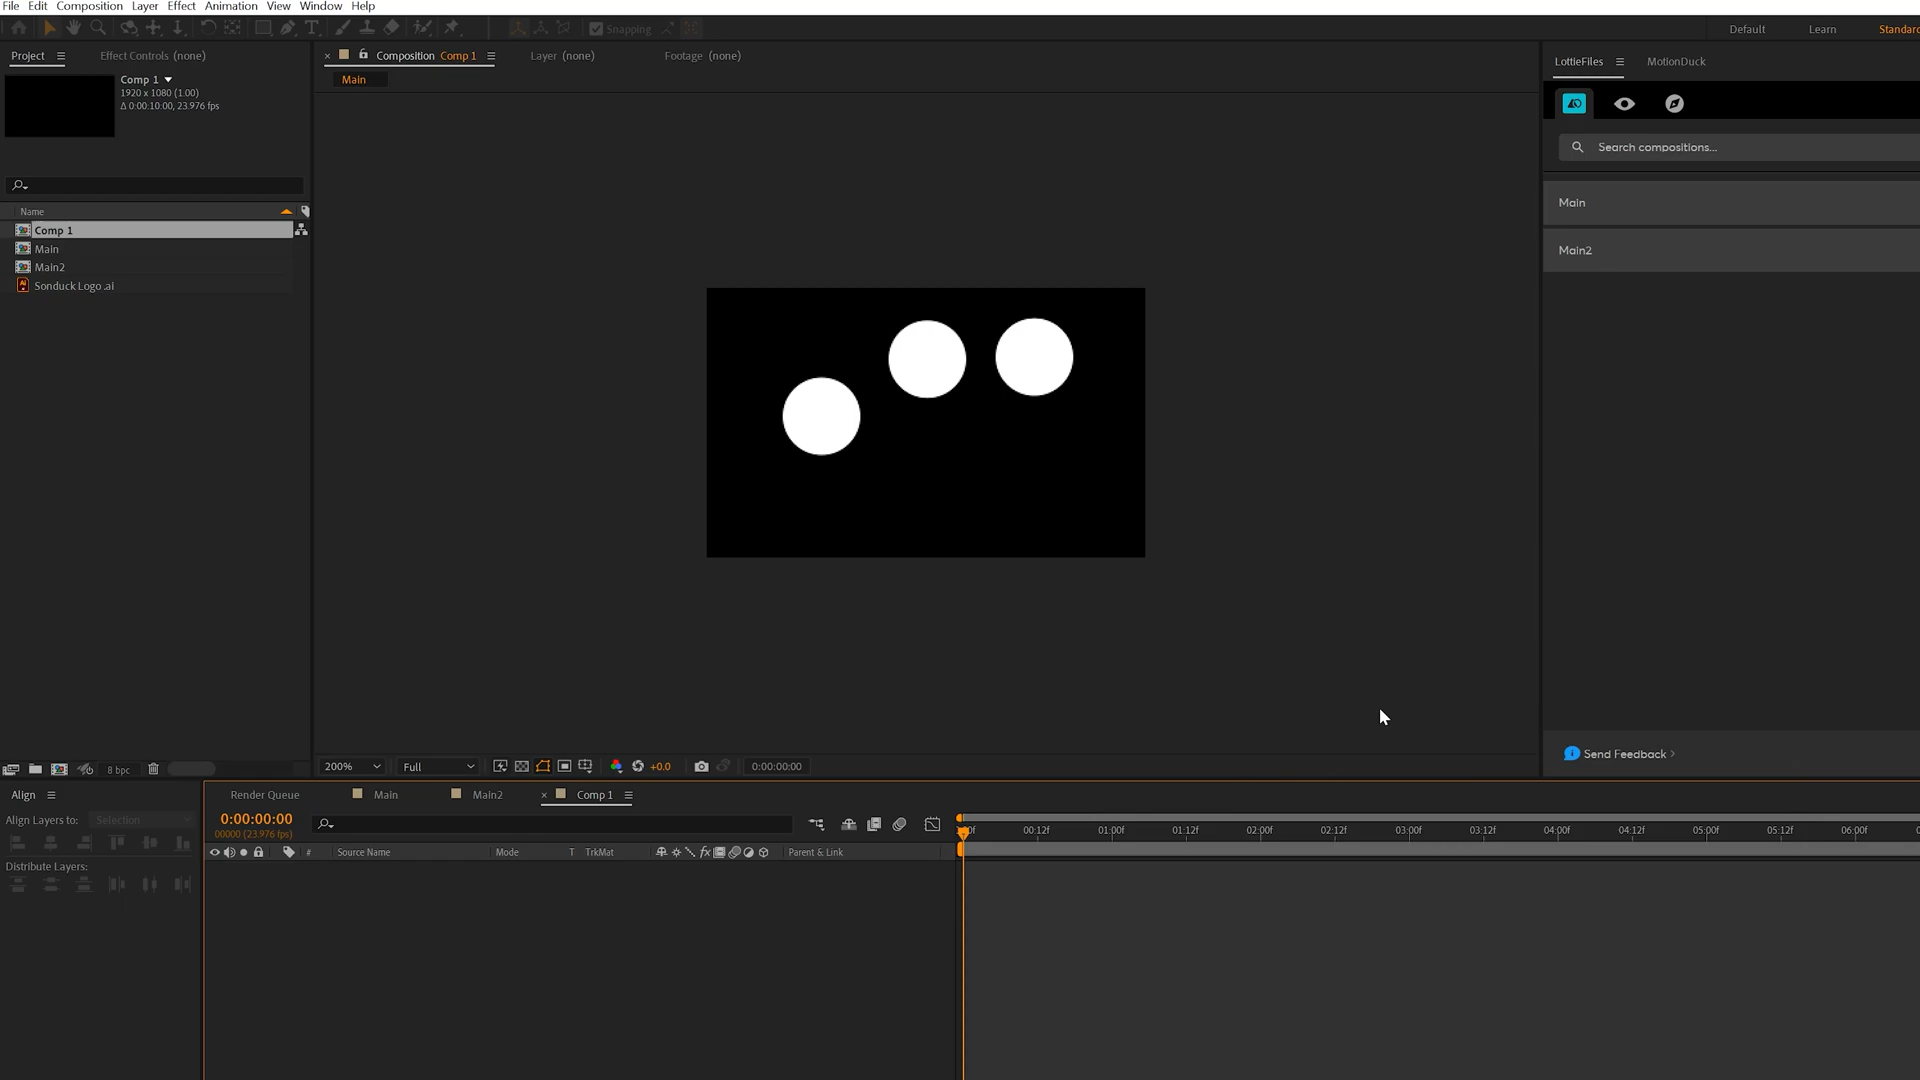 File Edit Composition Layer Effect Animation View Window Help
Snapping
Default Learn Standard
Project Effect Controls (none)
Composition Comp 1 Layer (none) Footage (none)
LottieFiles MotionDuck
Main
Comp 1
1920 x 1080 (1.00)
Δ 0:00:10:00, 23.976 fps
Search compositions...
Name
Comp 1
Main
Main2
Sonduck Logo .ai
Main
Main2
Send Feedback
8 bpc
200% Full +0.0 0:00:00:00
Align
Render Queue Main Main2 Comp 1
Align Layers to: Selection
0:00:00:00
00000 (23.976 fps)
00:12f 01:00f 01:12f 02:00f 02:12f 03:00f 03:12f 04:00f 04:12f 05:00f 05:12f 06:00f
# Source Name Mode T TrkMat fx Parent & Link
Distribute Layers: